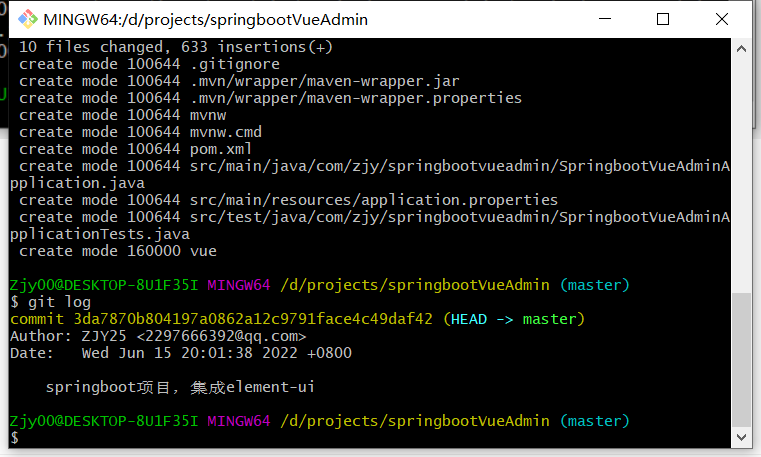 MINGW64:/d/projects/springbootVueAdmin
10 files changed, 633 insertions(+)
create mode 100644 .gitignore
create mode 100644 .mvn/wrapper/maven-wrapper.jar
create mode 100644 .mvn/wrapper/maven-wrapper.properties
create mode 100644 mvnw
create mode 100644 mvnw.cmd
create mode 100644 pom.xml
create mode 100644 src/main/java/com/zjy/springbootvueadmin/SpringbootVueAdminA
pplication.java
create mode 100644 src/main/resources/application.properties
create mode 100644 src/test/java/com/zjy/springbootvueadmin/SpringbootVueAdminA
pplicationTests.java
create mode 160000 vue
Zjy00@DESKTOP-8U1F35I MINGW64 /d/projects/springbootVueAdmin (master)
$ git log
commit 3da7870b804197a0862a12c9791face4c49daf42 (HEAD -> master)
Author: ZJY25 <2297666392@qq.com>
Date:   Wed Jun 15 20:01:38 2022 +0800
springboot项目，集成element-ui
Zjy00@DESKTOP-8U1F35I MINGW64 /d/projects/springbootVueAdmin (master)
$